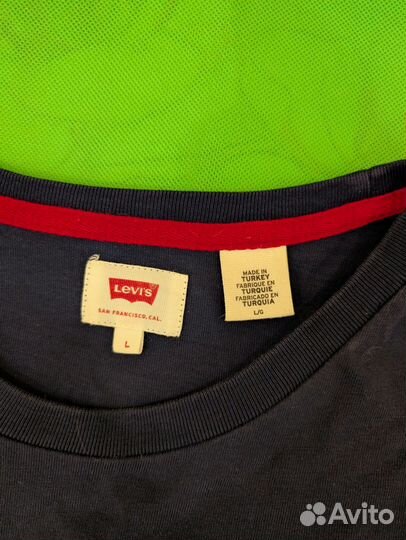 Levi's
SAN FRANCISCO, CAL.
L
MADE IN
TURKEY
FABRIQUE EN
TURQUIE
FABRICADO EN
TURQUIA
L/G
Avito